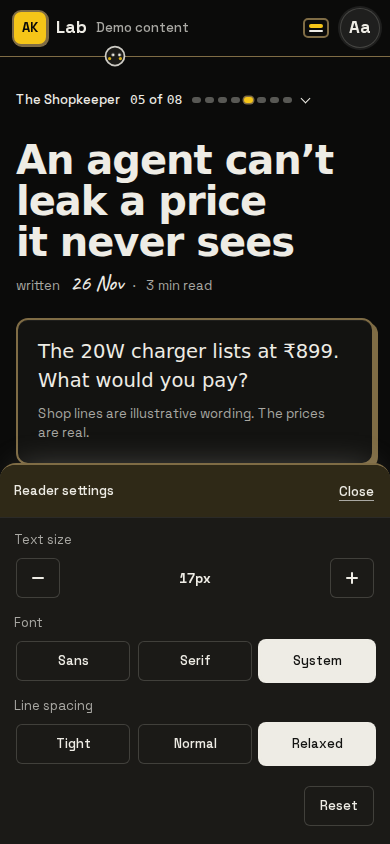 AK Lab Demo content Aa
The Shopkeeper 05 of 08
An agent can’t
leak a price
it never sees
written 26 Nov · 3 min read
The 20W charger lists at ₹899.
What would you pay?
Shop lines are illustrative wording. The prices
are real.
Reader settings Close
Text size
− 17px +
Font
Sans Serif System
Line spacing
Tight Normal Relaxed
Reset